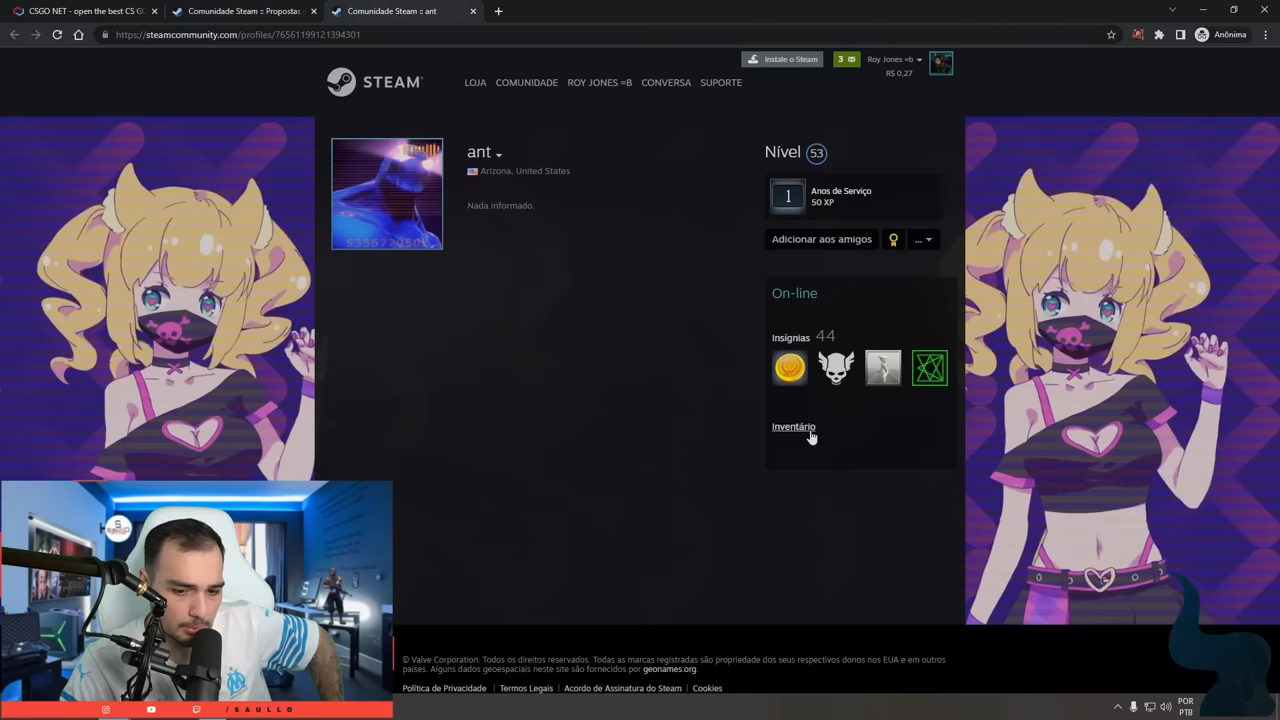 CSGO NET - open the best CS G
Comunidade Steam :: Propostas
Comunidade Steam :: ant
https://steamcommunity.com/profiles/76561199121394301
Anônima
Instale o Steam
3
Roy Jones =b
R$ 0,27
STEAM
LOJA COMUNIDADE ROY JONES =B CONVERSA SUPORTE
ant
Arizona, United States
Nada informado.
Nível 53
1
Anos de Serviço
50 XP
Adicionar aos amigos
...
On-line
Insígnias 44
Inventário
© Valve Corporation. Todos os direitos reservados. Todas as marcas registradas são propriedade dos seus respectivos donos nos EUA e em outros
países. Alguns dados geoespaciais neste site são fornecidos por geonames.org.
Política de Privacidade | Termos Legais | Acordo de Assinatura do Steam | Cookies
/SAULLO
POR
PTB